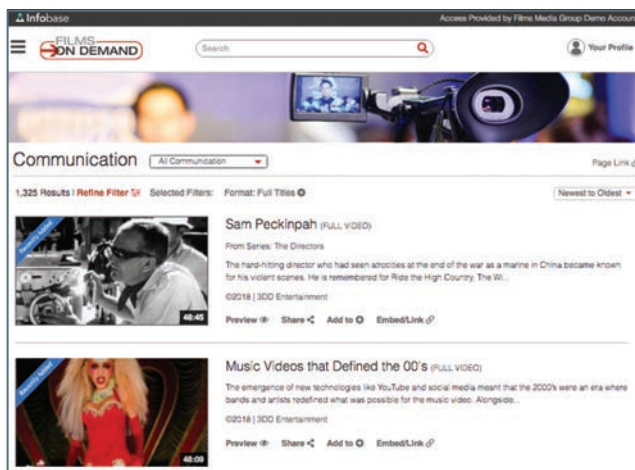 Infobase
Access Provided by Films Media Group Demo Account
FILMS
ON DEMAND
Search
Your Profile
Communication
All Communication
Page Link
1,325 Results | Refine Filter
Selected Filters: Format: Full Titles
Newest to Oldest
Recently Added
48:45
Sam Peckinpah (FULL VIDEO)
From Series: The Directors
The hard-hitting director who had seen atrocities at the end of the war as a marine in China became known
for his violent scenes. He is remembered for Ride the High Country, The Wi...
©2018 | 3DD Entertainment
Preview Share Add to Embed/Link
Recently Added
48:09
Music Videos that Defined the 00's (FULL VIDEO)
The emergence of new technologies like YouTube and social media meant that the 2000's were an era where
bands and artists redefined what was possible for the music video. Alongside...
©2018 | 3DD Entertainment
Preview Share Add to Embed/Link